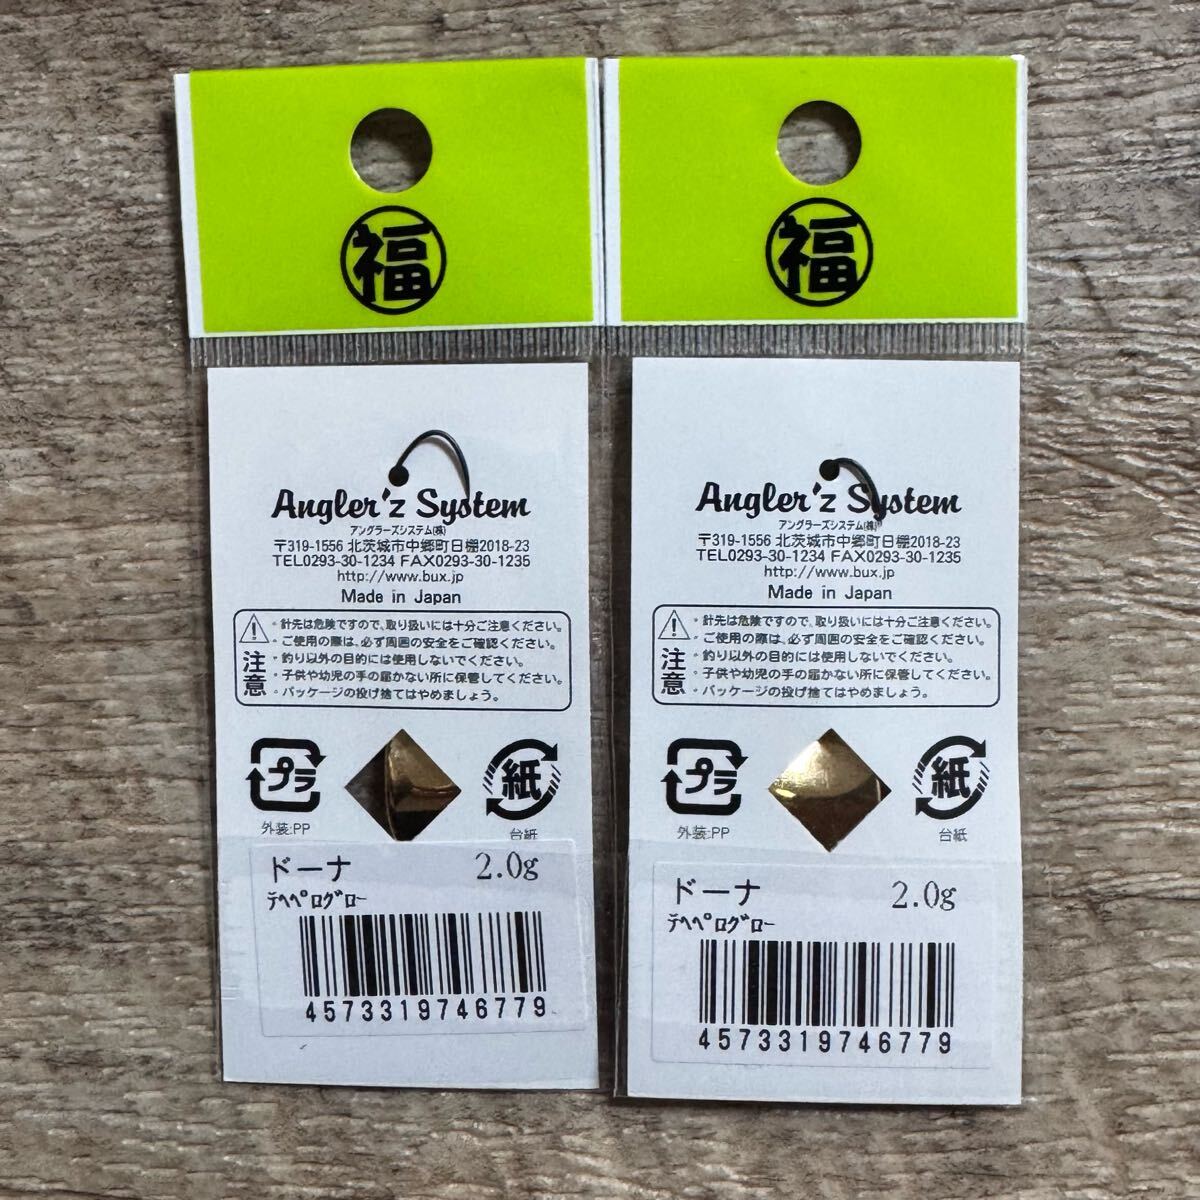 福
Angler'z System
アングラーズシステム(株)
〒319-1556 北茨城市中郷町日棚2018-23
TEL0293-30-1234 FAX0293-30-1235
http://www.bux.jp
Made in Japan
注意
・針先は危険ですので、取り扱いには十分ご注意ください。
・ご使用の際は、必ず周囲の安全をご確認ください。
・釣り以外の目的には使用しないでください。
・子供や幼児の手の届かない所に保管してください。
・パッケージの投げ捨てはやめましょう。
プラ
紙
外装:PP
台紙
ドーナ 2.0g
ﾃﾍﾍﾟﾛｸﾞﾛｰ
4573319746779
福
Angler'z System
アングラーズシステム(株)
〒319-1556 北茨城市中郷町日棚2018-23
TEL0293-30-1234 FAX0293-30-1235
http://www.bux.jp
Made in Japan
注意
・針先は危険ですので、取り扱いには十分ご注意ください。
・ご使用の際は、必ず周囲の安全をご確認ください。
・釣り以外の目的には使用しないでください。
・子供や幼児の手の届かない所に保管してください。
・パッケージの投げ捨てはやめましょう。
プラ
紙
外装:PP
台紙
ドーナ 2.0g
ﾃﾍﾍﾟﾛｸﾞﾛｰ
4573319746779